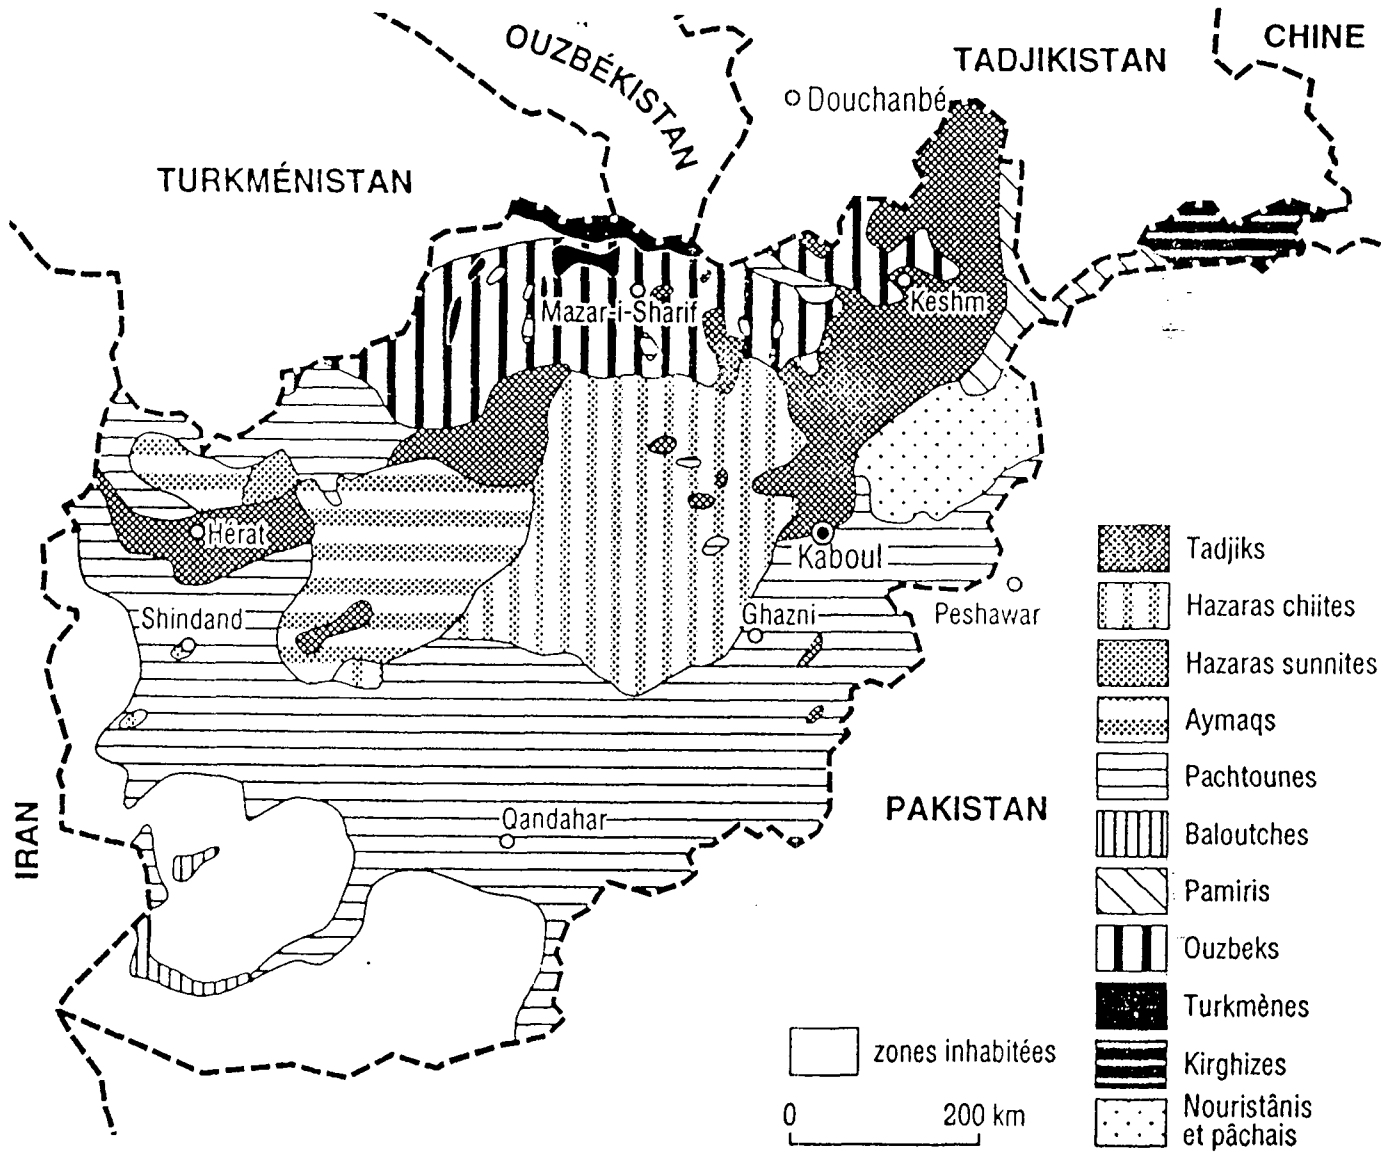 OUZBÉKISTAN
TADJIKISTAN
CHINE
Douchanbé
TURKMÉNISTAN
Keshm
Mazar-i-Sharif
Hérat
Kaboul
Shindand
Ghazni
Peshawar
IRAN
PAKISTAN
Qandahar
Tadjiks
Hazaras chiites
Hazaras sunnites
Aymaqs
Pachtounes
Baloutches
Pamiris
Ouzbeks
Turkmènes
Kirghizes
Nouristânis
et pâchais
zones inhabitées
0 200 km